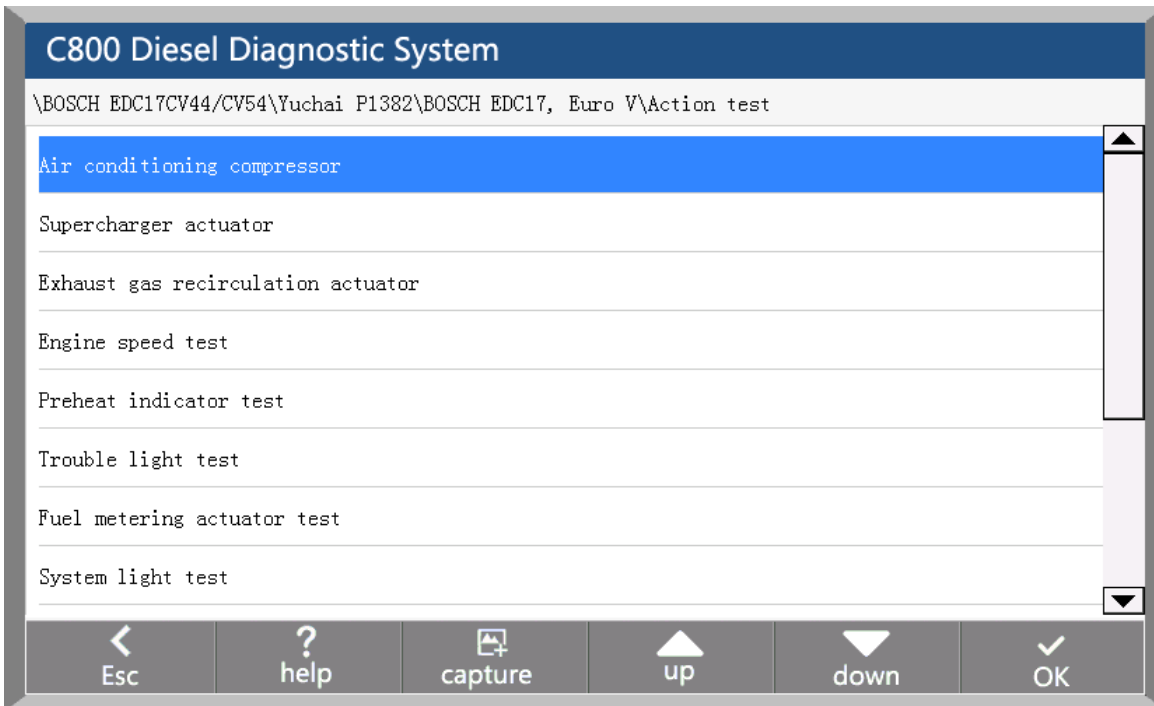 C800 Diesel Diagnostic System
\BOSCH EDC17CV44/CV54\Yuchai P1382\BOSCH EDC17, Euro V\Action test
Air conditioning compressor
Supercharger actuator
Exhaust gas recirculation actuator
Engine speed test
Preheat indicator test
Trouble light test
Fuel metering actuator test
System light test
Esc
? help
capture
up
down
OK